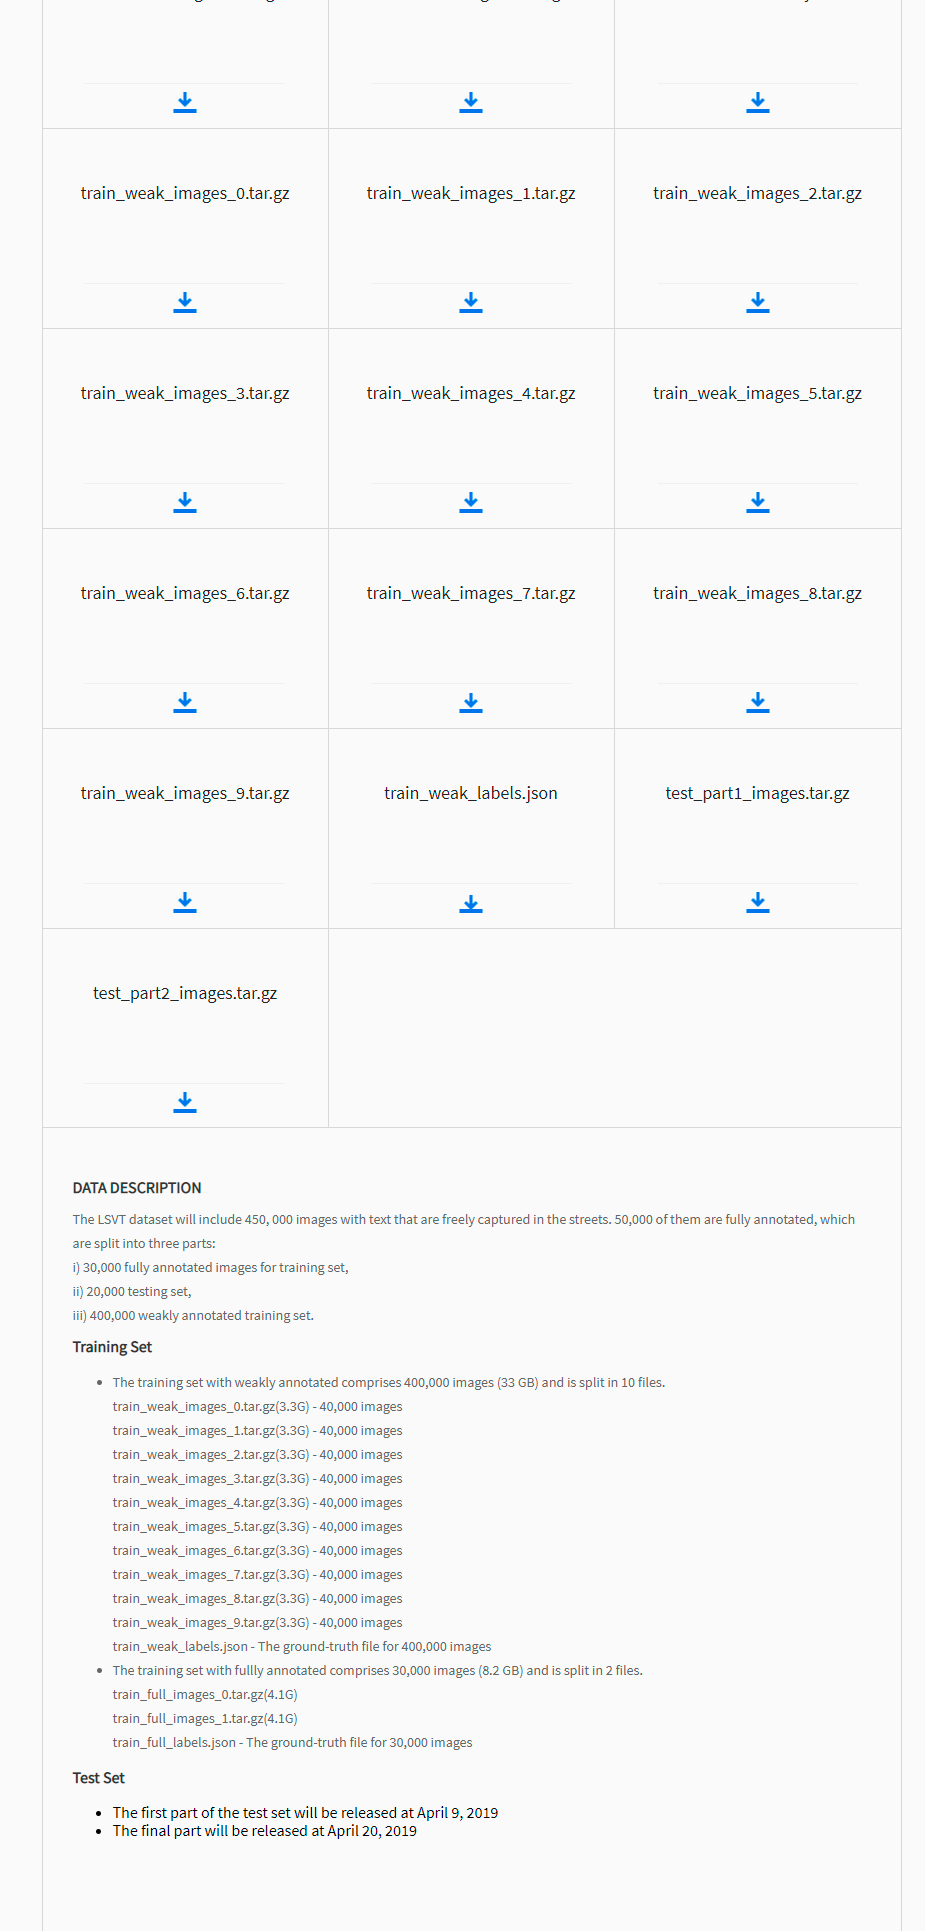 train_weak_images_0.tar.gz
train_weak_images_1.tar.gz
train_weak_images_2.tar.gz
train_weak_images_3.tar.gz
train_weak_images_4.tar.gz
train_weak_images_5.tar.gz
train_weak_images_6.tar.gz
train_weak_images_7.tar.gz
train_weak_images_8.tar.gz
train_weak_images_9.tar.gz
train_weak_labels.json
test_part1_images.tar.gz
test_part2_images.tar.gz
DATA DESCRIPTION
The LSVT dataset will include 450, 000 images with text that are freely captured in the streets. 50,000 of them are fully annotated, which
are split into three parts:
i) 30,000 fully annotated images for training set,
ii) 20,000 testing set,
iii) 400,000 weakly annotated training set.
Training Set
• The training set with weakly annotated comprises 400,000 images (33 GB) and is split in 10 files.
train_weak_images_0.tar.gz(3.3G) - 40,000 images
train_weak_images_1.tar.gz(3.3G) - 40,000 images
train_weak_images_2.tar.gz(3.3G) - 40,000 images
train_weak_images_3.tar.gz(3.3G) - 40,000 images
train_weak_images_4.tar.gz(3.3G) - 40,000 images
train_weak_images_5.tar.gz(3.3G) - 40,000 images
train_weak_images_6.tar.gz(3.3G) - 40,000 images
train_weak_images_7.tar.gz(3.3G) - 40,000 images
train_weak_images_8.tar.gz(3.3G) - 40,000 images
train_weak_images_9.tar.gz(3.3G) - 40,000 images
train_weak_labels.json - The ground-truth file for 400,000 images
• The training set with fullly annotated comprises 30,000 images (8.2 GB) and is split in 2 files.
train_full_images_0.tar.gz(4.1G)
train_full_images_1.tar.gz(4.1G)
train_full_labels.json - The ground-truth file for 30,000 images
Test Set
• The first part of the test set will be released at April 9, 2019
• The final part will be released at April 20, 2019